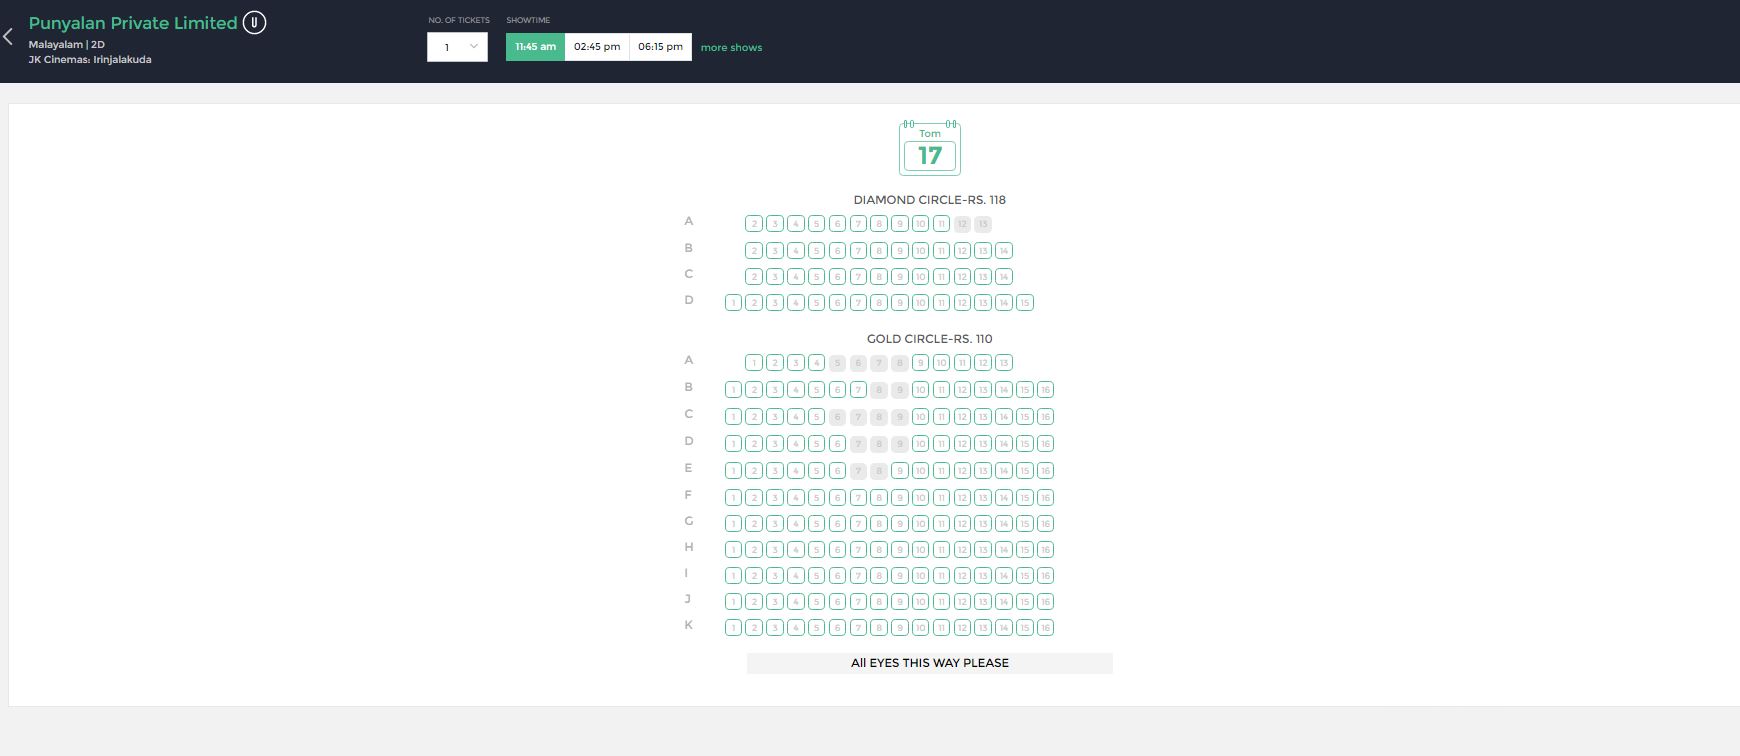 Punyalan Private Limited U
Malayalam | 2D
JK Cinemas: Irinjalakuda
NO. OF TICKETS
1
SHOWTIME
11:45 am 02:45 pm 06:15 pm more shows
Tom
17
DIAMOND CIRCLE-RS. 118
A 2 3 4 5 6 7 8 9 10 11 12 13
B 2 3 4 5 6 7 8 9 10 11 12 13 14
C 2 3 4 5 6 7 8 9 10 11 12 13 14
D 1 2 3 4 5 6 7 8 9 10 11 12 13 14 15
GOLD CIRCLE-RS. 110
A 1 2 3 4 5 6 7 8 9 10 11 12 13
B 1 2 3 4 5 6 7 8 9 10 11 12 13 14 15 16
C 1 2 3 4 5 6 7 8 9 10 11 12 13 14 15 16
D 1 2 3 4 5 6 7 8 9 10 11 12 13 14 15 16
E 1 2 3 4 5 6 7 8 9 10 11 12 13 14 15 16
F 1 2 3 4 5 6 7 8 9 10 11 12 13 14 15 16
G 1 2 3 4 5 6 7 8 9 10 11 12 13 14 15 16
H 1 2 3 4 5 6 7 8 9 10 11 12 13 14 15 16
I 1 2 3 4 5 6 7 8 9 10 11 12 13 14 15 16
J 1 2 3 4 5 6 7 8 9 10 11 12 13 14 15 16
K 1 2 3 4 5 6 7 8 9 10 11 12 13 14 15 16
All EYES THIS WAY PLEASE